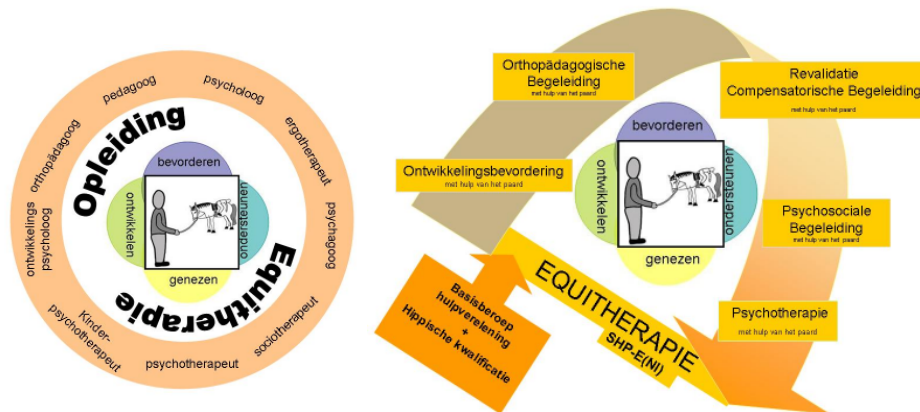 Opleiding
Equitherapie
pedagoog
psycholoog
ergotherapeut
psychagoog
sociotherapeut
psychotherapeut
Kinder-
psychotherapeut
ontwikkelings
psycholoog
orthopädagoog
bevorderen
ontwikkelen
ondersteunen
genezen
Orthopädagogische
Begeleiding
met hulp van het paard
Revalidatie
Compensatorische Begeleiding
met hulp van het paard
Ontwikkelingsbevordering
met hulp van het paard
bevorderen
ontwikkelen
ondersteunen
genezen
Psychosociale
Begeleiding
met hulp van het paard
Psychotherapie
met hulp van het paard
EQUITHERAPIE
SHP-E(NI)
Basisberoep
hulpverelening
+
Hippische kwalificatie